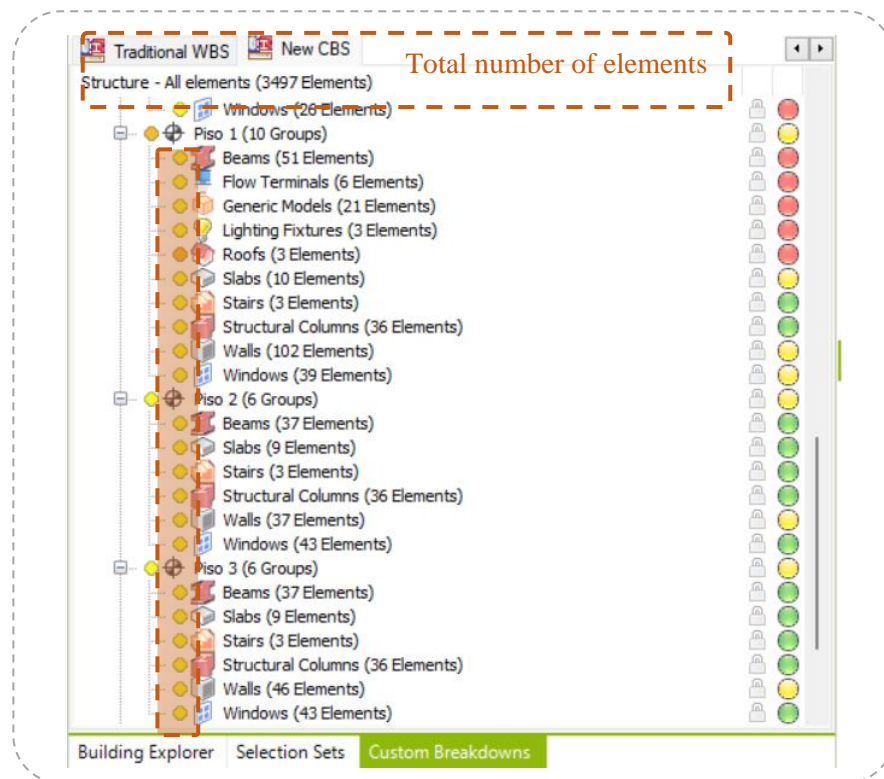 Traditional WBS New CBS
Total number of elements
Structure - All elements (3497 Elements)
Windows (26 Elements)
Piso 1 (10 Groups)
Beams (51 Elements)
Flow Terminals (6 Elements)
Generic Models (21 Elements)
Lighting Fixtures (3 Elements)
Roofs (3 Elements)
Slabs (10 Elements)
Stairs (3 Elements)
Structural Columns (36 Elements)
Walls (102 Elements)
Windows (39 Elements)
Piso 2 (6 Groups)
Beams (37 Elements)
Slabs (9 Elements)
Stairs (3 Elements)
Structural Columns (36 Elements)
Walls (37 Elements)
Windows (43 Elements)
Piso 3 (6 Groups)
Beams (37 Elements)
Slabs (9 Elements)
Stairs (3 Elements)
Structural Columns (36 Elements)
Walls (46 Elements)
Windows (43 Elements)
Building Explorer Selection Sets Custom Breakdowns